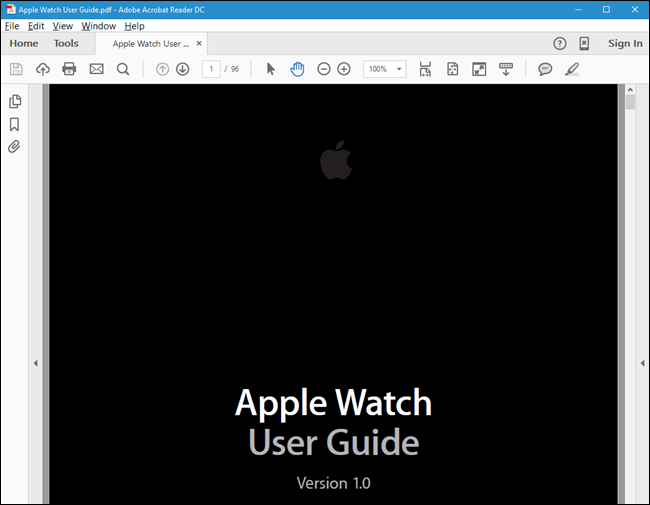 Apple Watch User Guide.pdf - Adobe Acrobat Reader DC
File Edit View Window Help
Home Tools Apple Watch User ... × Sign In
1 / 96 100%
Apple Watch
User Guide
Version 1.0